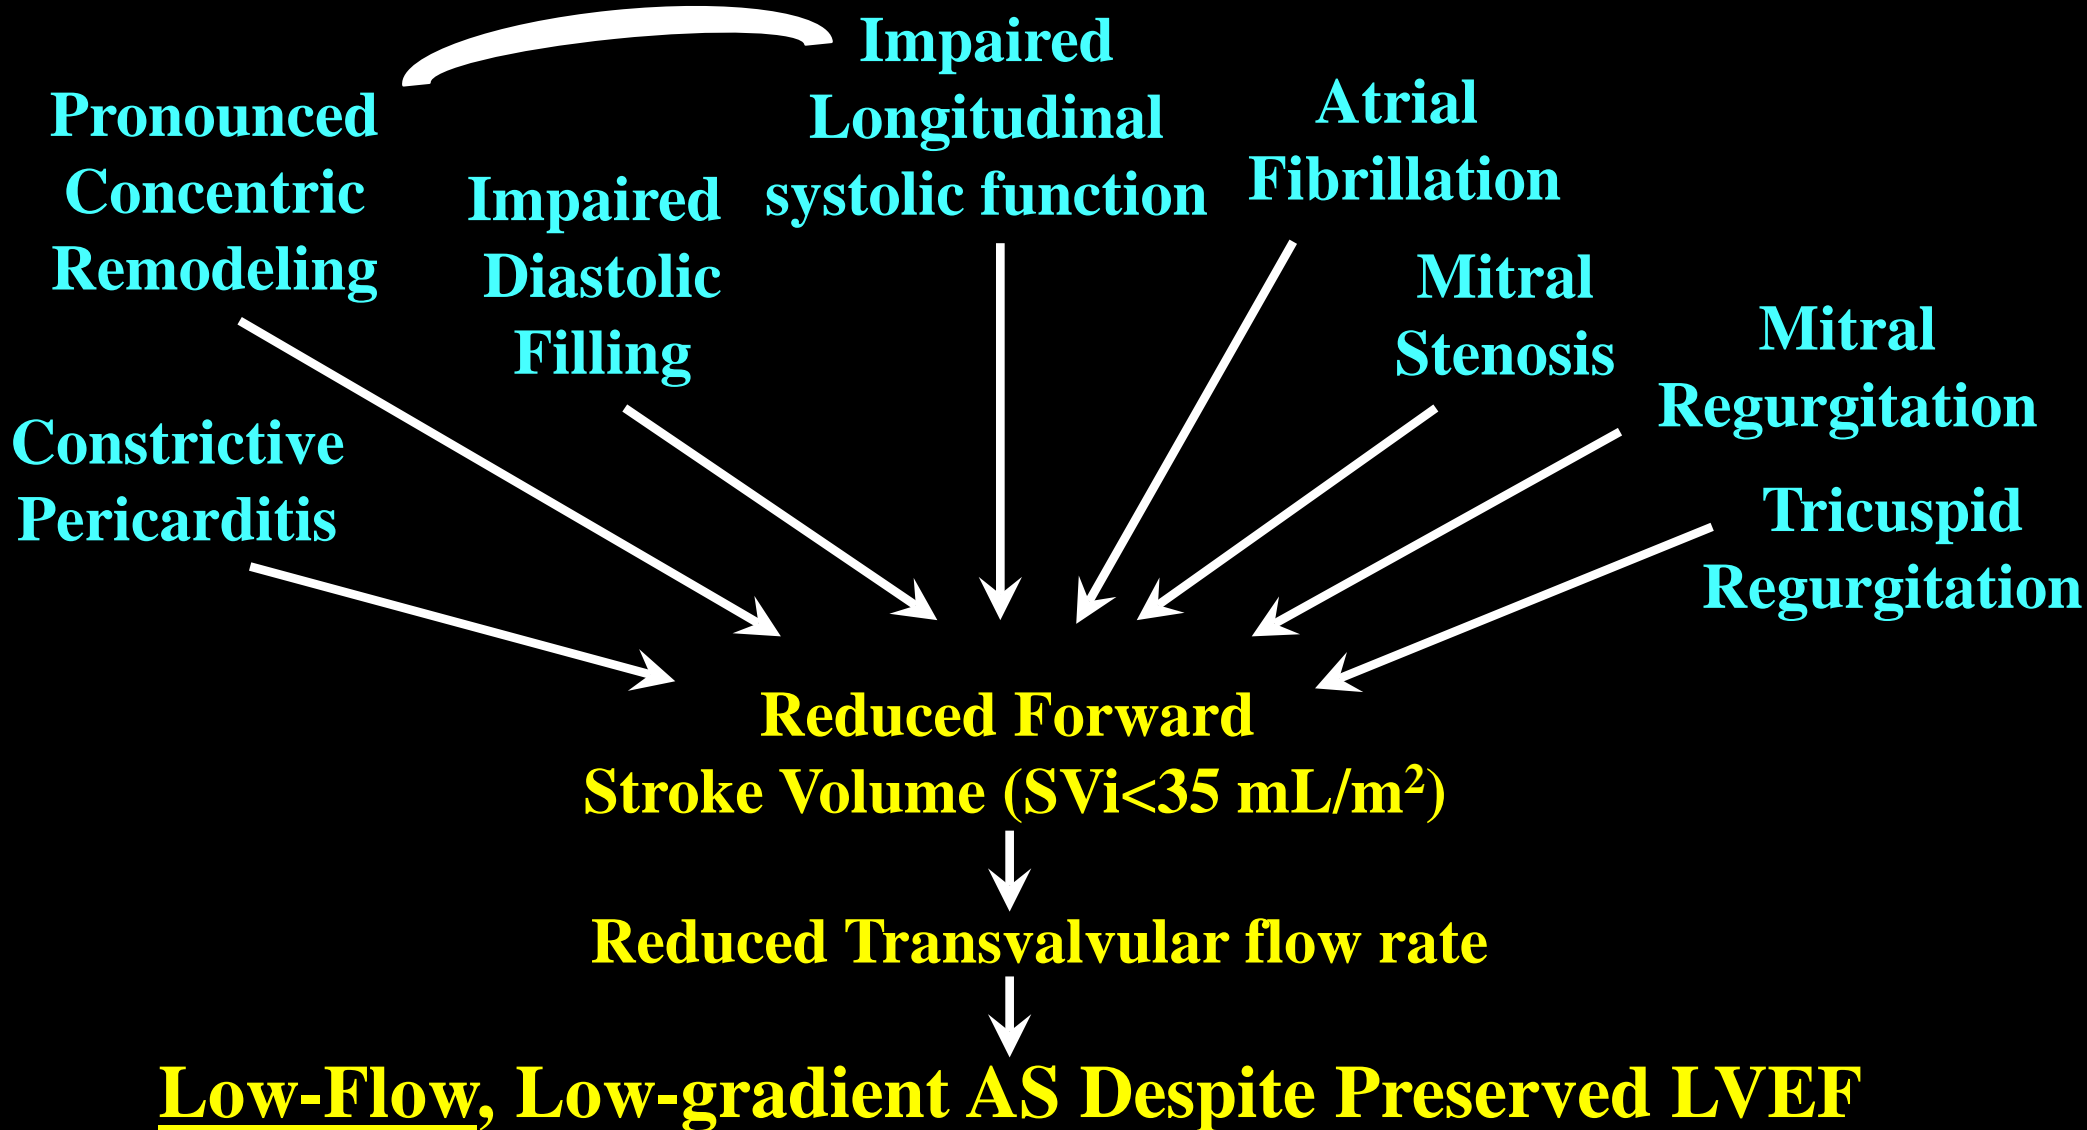 Pronounced
Concentric
Remodeling
Impaired
Diastolic
Filling
Impaired
Longitudinal
systolic function
Atrial
Fibrillation
Mitral
Stenosis
Mitral
Regurgitation
Constrictive
Pericarditis
Tricuspid
Regurgitation
Reduced Forward
Stroke Volume (SVi<35 mL/m²)
Reduced Transvalvular flow rate
Low-Flow, Low-gradient AS Despite Preserved LVEF